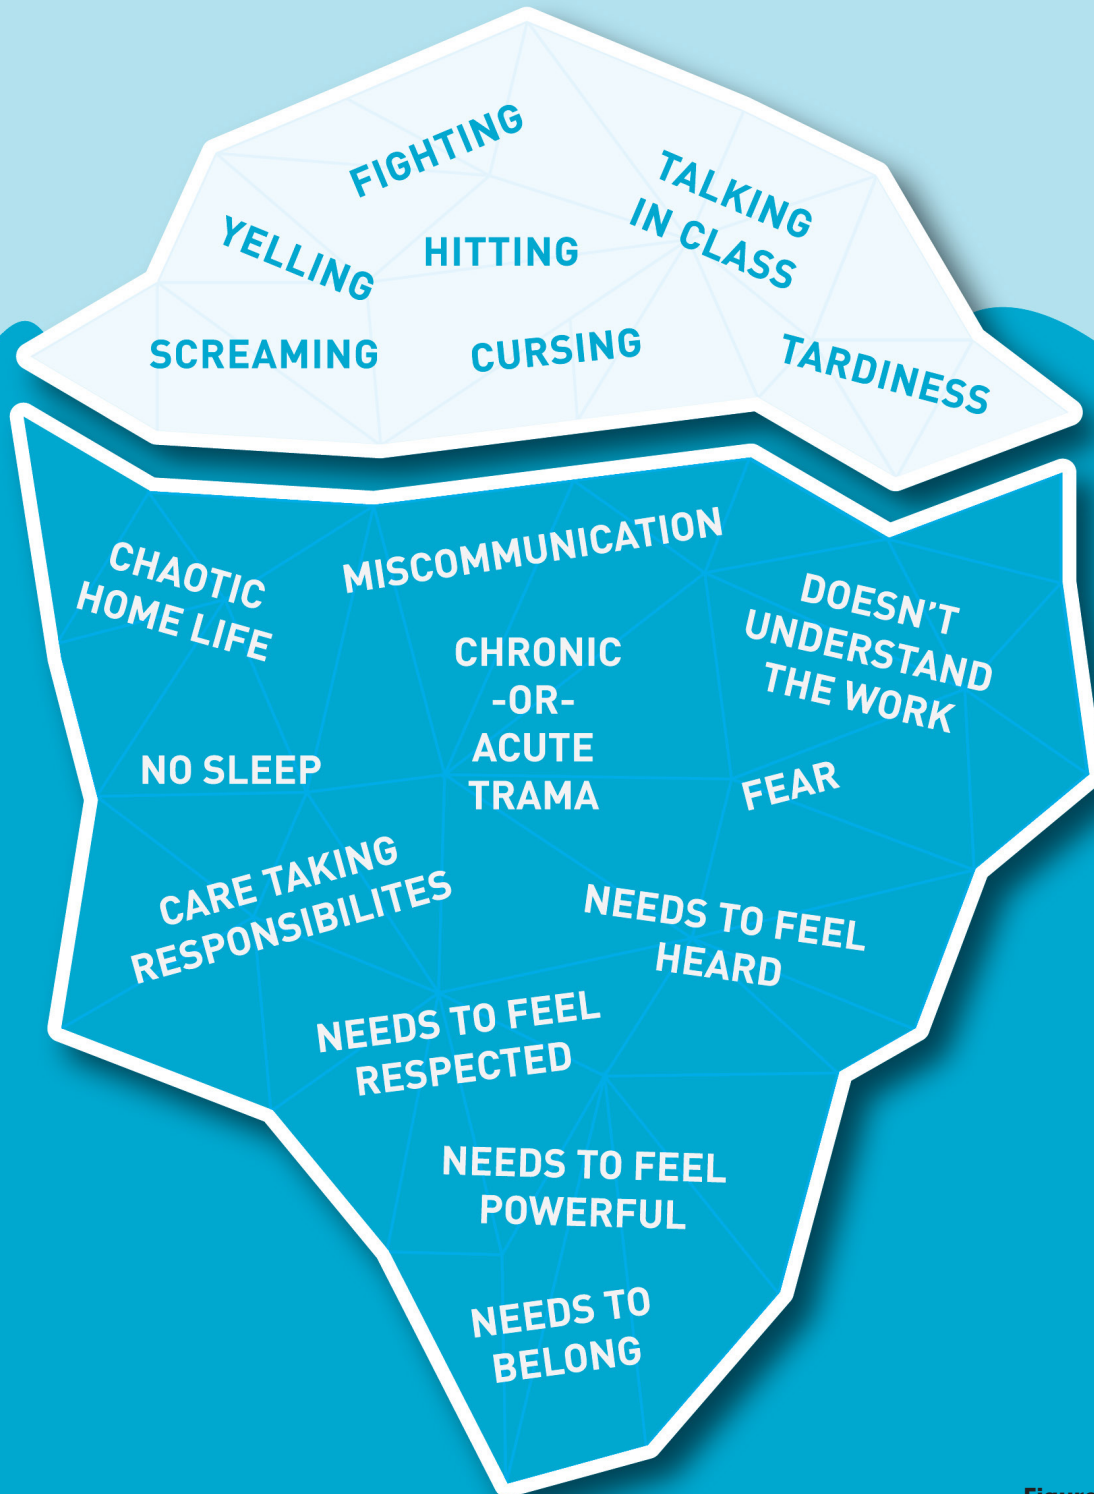 FIGHTING
TALKING
IN CLASS
YELLING
HITTING
SCREAMING
CURSING
TARDINESS
CHAOTIC
HOME LIFE
MISCOMMUNICATION
DOESN'T
UNDERSTAND
THE WORK
CHRONIC
-OR-
ACUTE
TRAMA
NO SLEEP
FEAR
CARE TAKING
RESPONSIBILITES
NEEDS TO FEEL
HEARD
NEEDS TO FEEL
RESPECTED
NEEDS TO FEEL
POWERFUL
NEEDS TO
BELONG